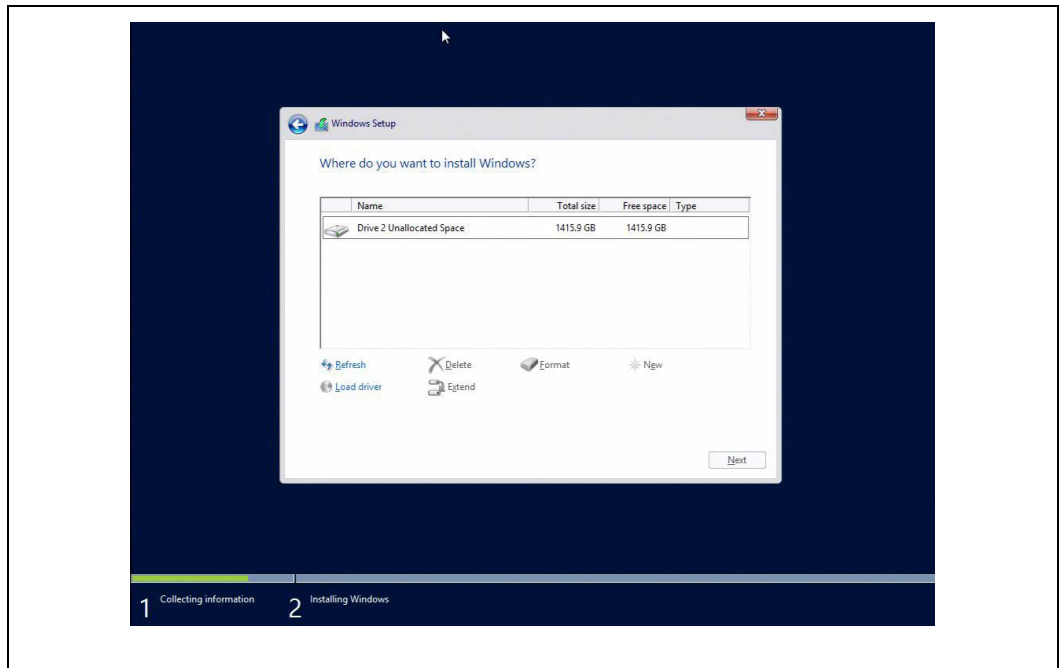 Windows Setup
Where do you want to install Windows?
Name Total size Free space Type
Drive 2 Unallocated Space 1415.9 GB 1415.9 GB
Refresh Delete Format New
Load driver Extend
Next
1 Collecting information 2 Installing Windows